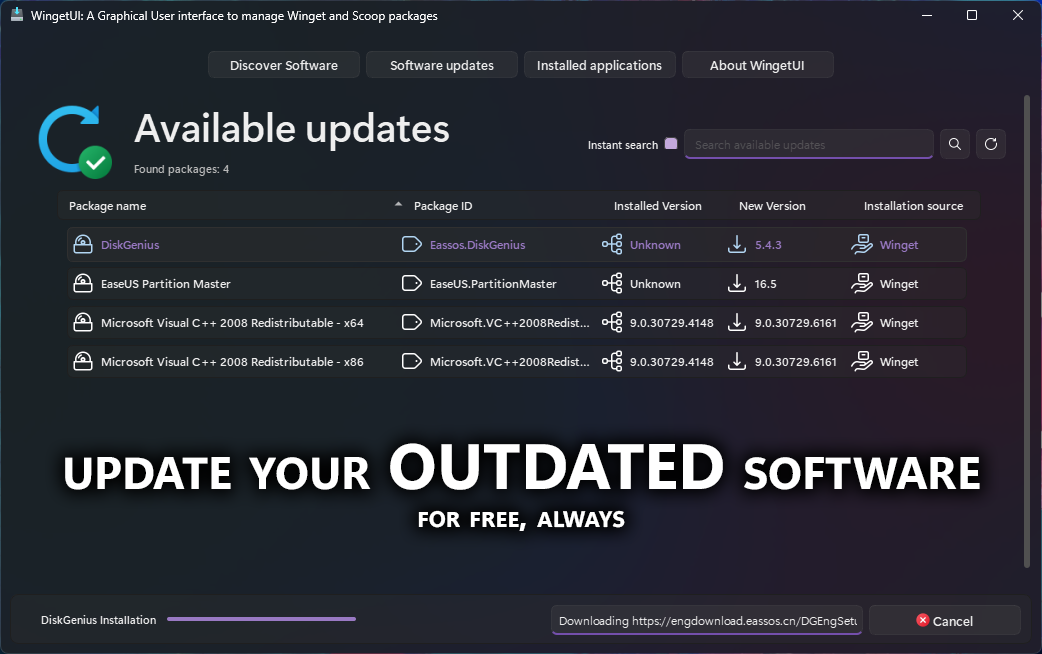 WingetUI: A Graphical User interface to manage Winget and Scoop packages
Discover Software Software updates Installed applications About WingetUI
Available updates
Instant search Search available updates
Found packages: 4
Package name Package ID Installed Version New Version Installation source
DiskGenius Eassos.DiskGenius Unknown 5.4.3 Winget
EaseUS Partition Master EaseUS.PartitionMaster Unknown 16.5 Winget
Microsoft Visual C++ 2008 Redistributable - x64 Microsoft.VC++2008Redist... 9.0.30729.4148 9.0.30729.6161 Winget
Microsoft Visual C++ 2008 Redistributable - x86 Microsoft.VC++2008Redist... 9.0.30729.4148 9.0.30729.6161 Winget
UPDATE YOUR OUTDATED SOFTWARE
FOR FREE, ALWAYS
DiskGenius Installation Downloading https://engdownload.eassos.cn/DGEngSetu Cancel